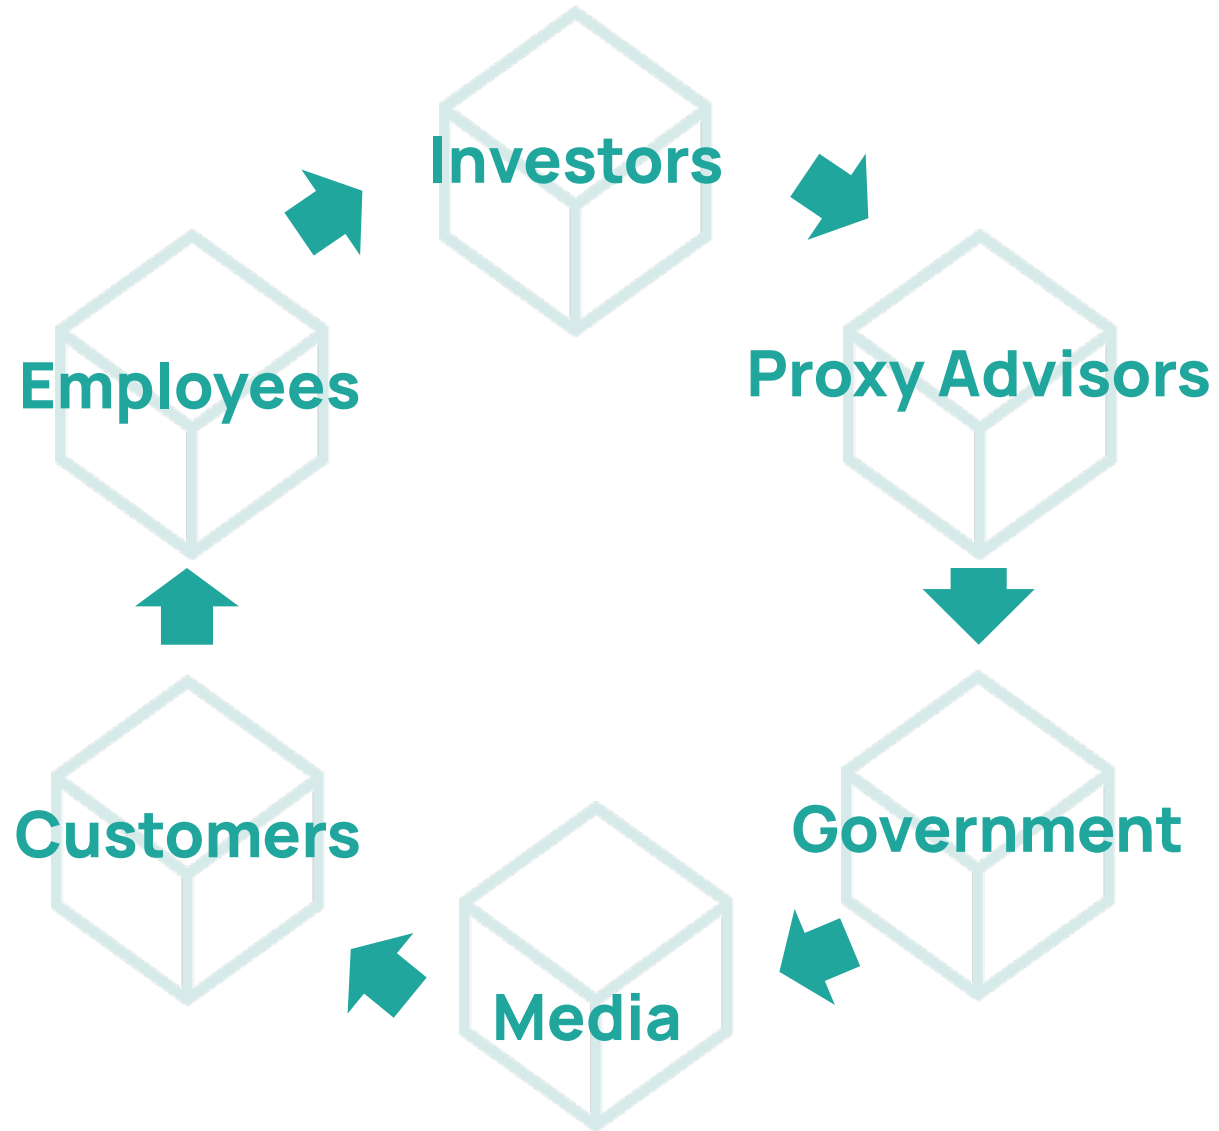 Investors
Proxy Advisors
Government
Media
Customers
Employees